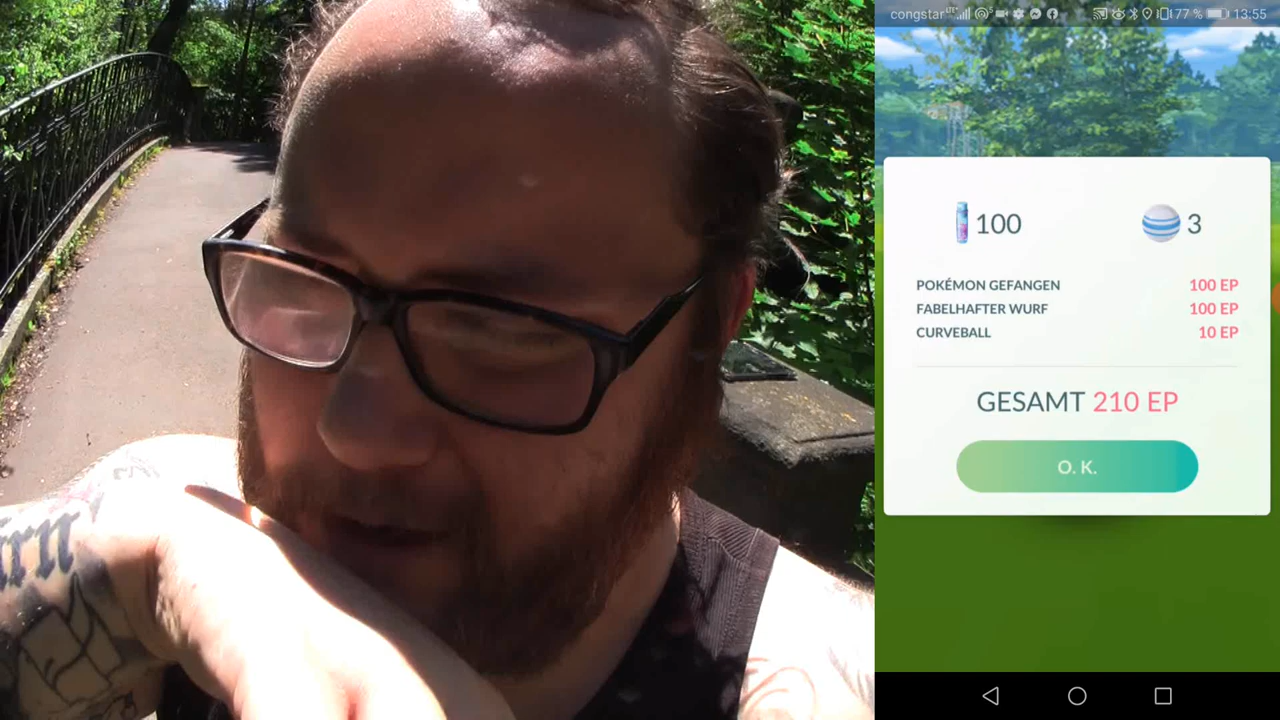 congstar 77 % 13:55
100 3
POKÉMON GEFANGEN 100 EP
FABELHAFTER WURF 100 EP
CURVEBALL 10 EP
GESAMT 210 EP
O. K.